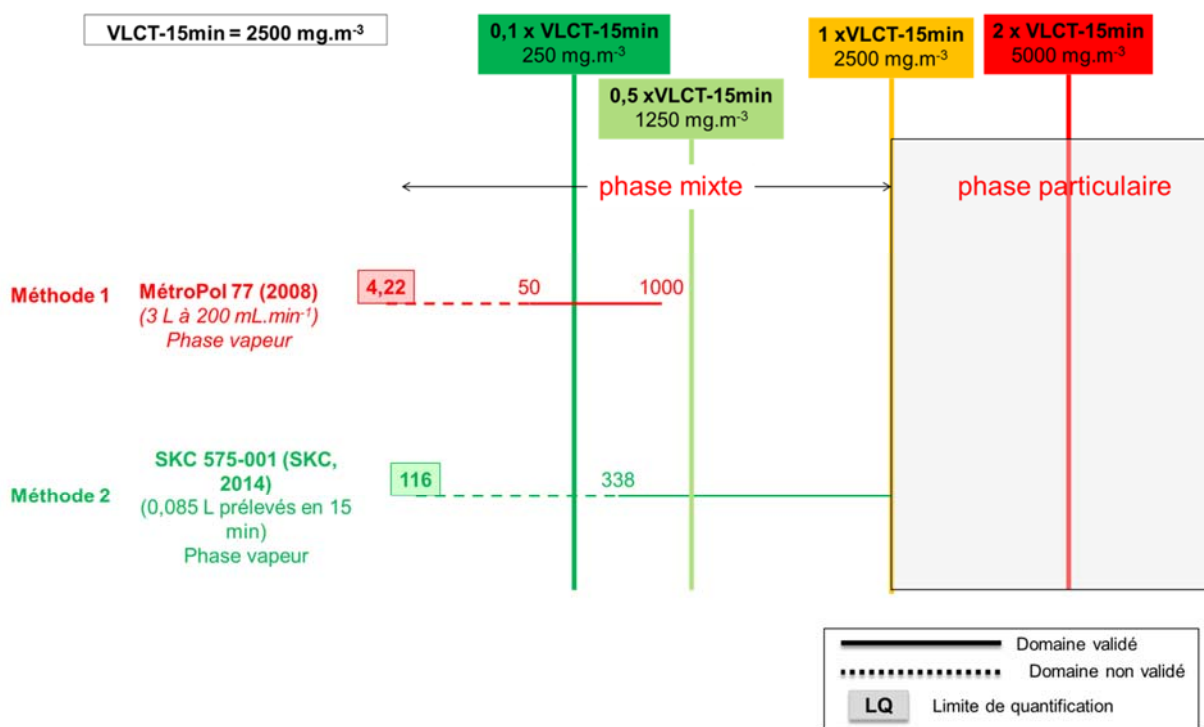 VLCT-15min = 2500 mg.m⁻³
0,1 x VLCT-15min
250 mg.m⁻³
0,5 xVLCT-15min
1250 mg.m⁻³
1 xVLCT-15min
2500 mg.m⁻³
2 x VLCT-15min
5000 mg.m⁻³
phase mixte
phase particulaire
Méthode 1
MétroPol 77 (2008)
(3 L à 200 mL.min⁻¹)
Phase vapeur
4,22
50
1000
Méthode 2
SKC 575-001 (SKC,
2014)
(0,085 L prélevés en 15
min)
Phase vapeur
116
338
Domaine validé
Domaine non validé
LQ Limite de quantification